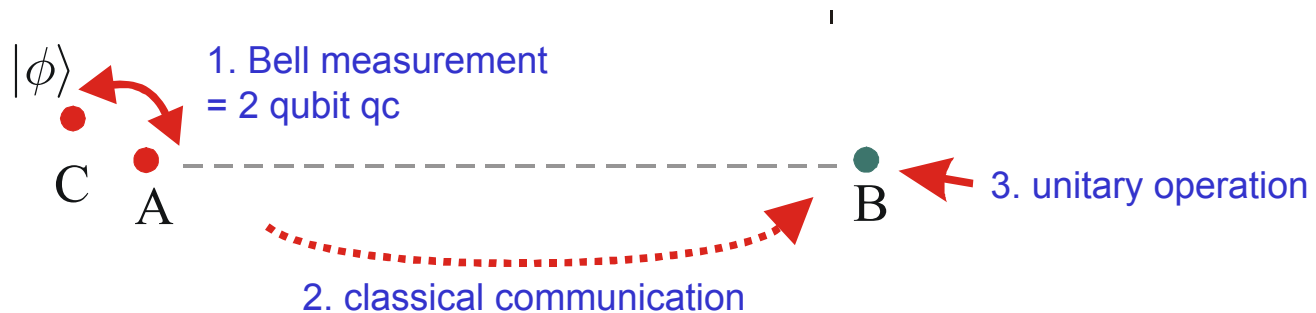 |ϕ⟩
1. Bell measurement
= 2 qubit qc
C
A
B
3. unitary operation
2. classical communication